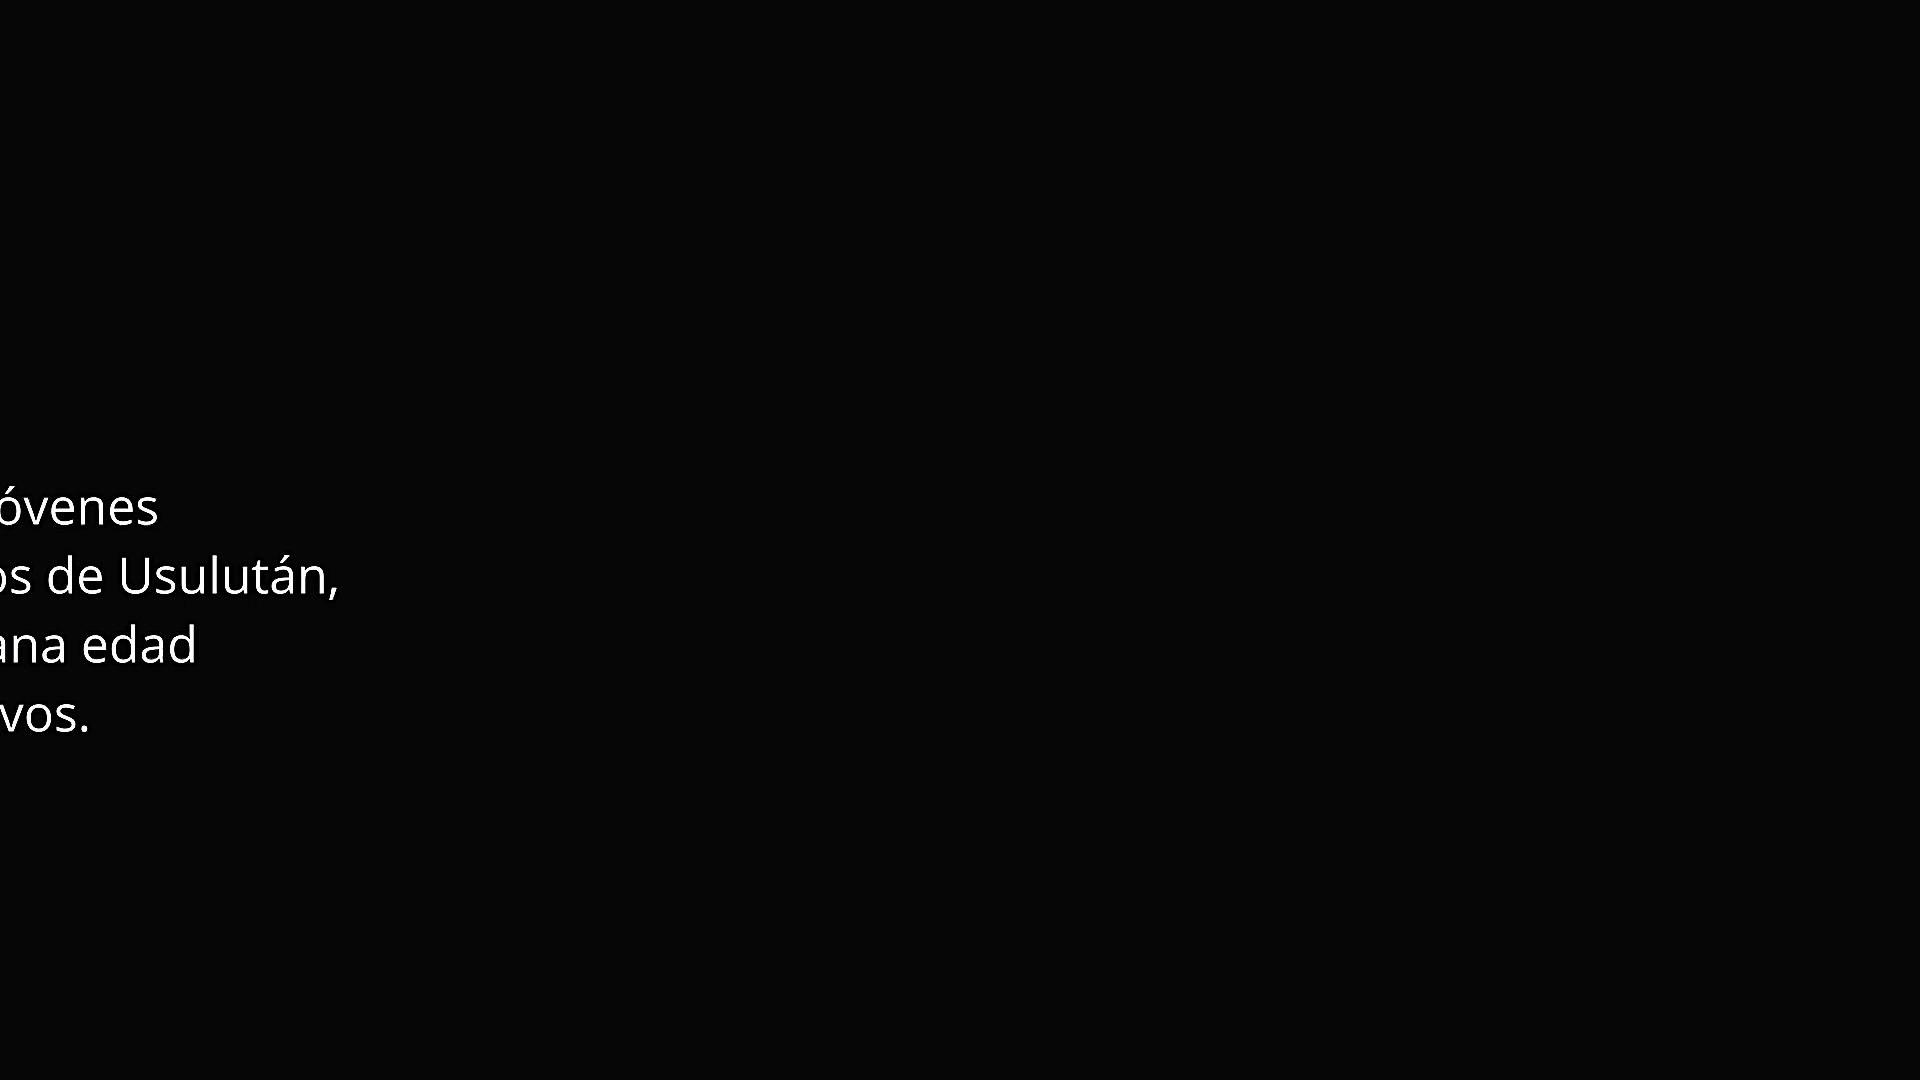 óvenes
os de Usulután,
ana edad
vos.